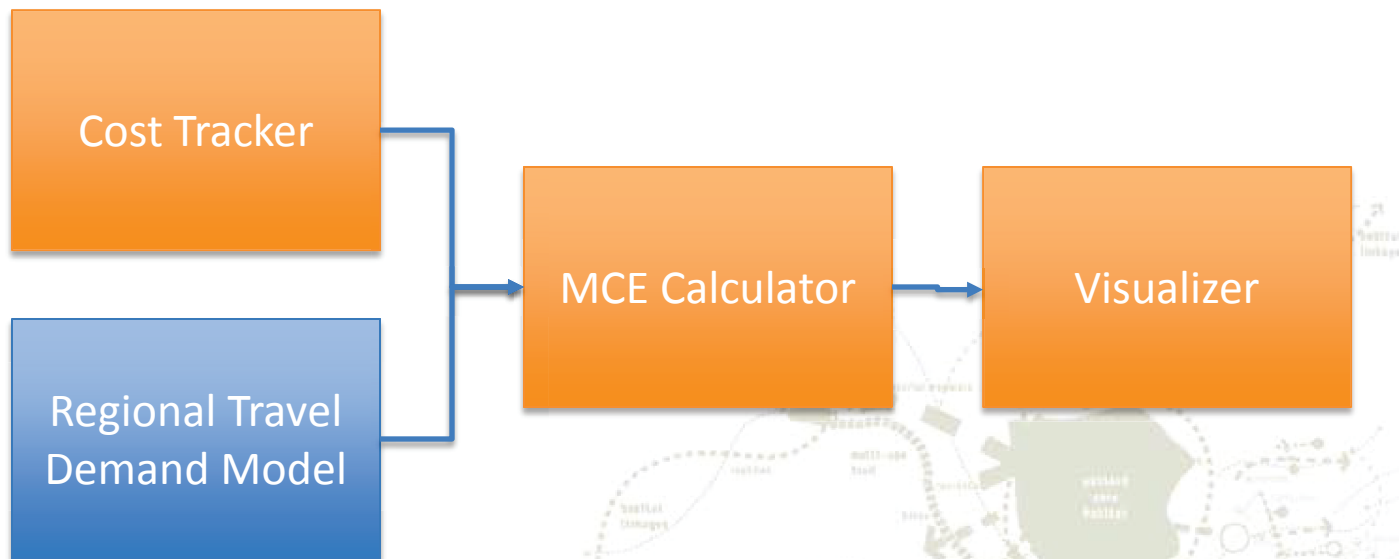 Cost Tracker
MCE Calculator
Visualizer
Regional Travel
Demand Model